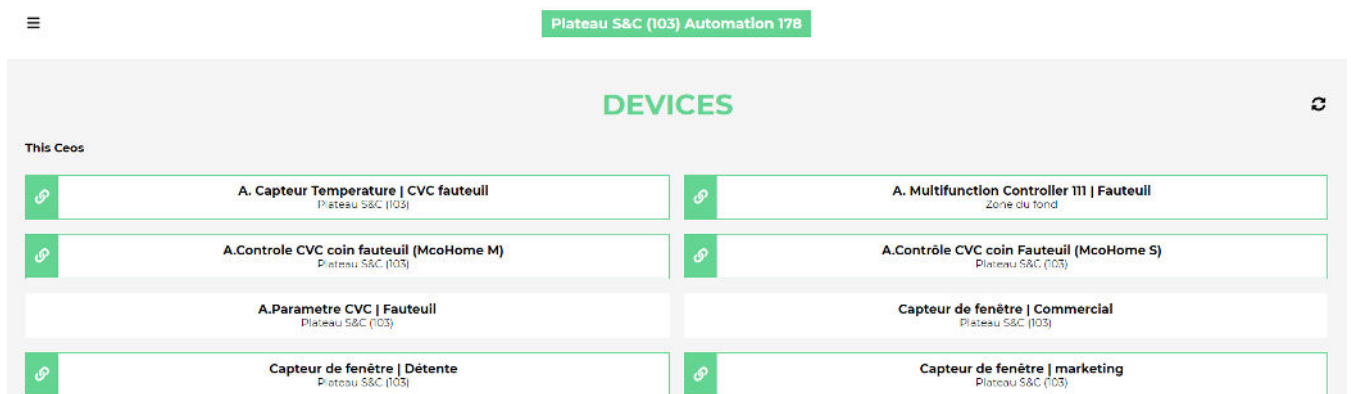 Plateau S&C (103) Automation 178
DEVICES
This Ceos
A. Capteur Temperature | CVC fauteuil
Plateau S&C (103)
A. Multifunction Controller 111 | Fauteuil
Zone du fond
A.Controle CVC coin fauteuil (McoHome M)
Plateau S&C (103)
A.Contrôle CVC coin Fauteuil (McoHome S)
Plateau S&C (103)
A.Parametre CVC | Fauteuil
Plateau S&C (103)
Capteur de fenêtre | Commercial
Plateau S&C (103)
Capteur de fenêtre | Détente
Plateau S&C (103)
Capteur de fenêtre | marketing
Plateau S&C (103)